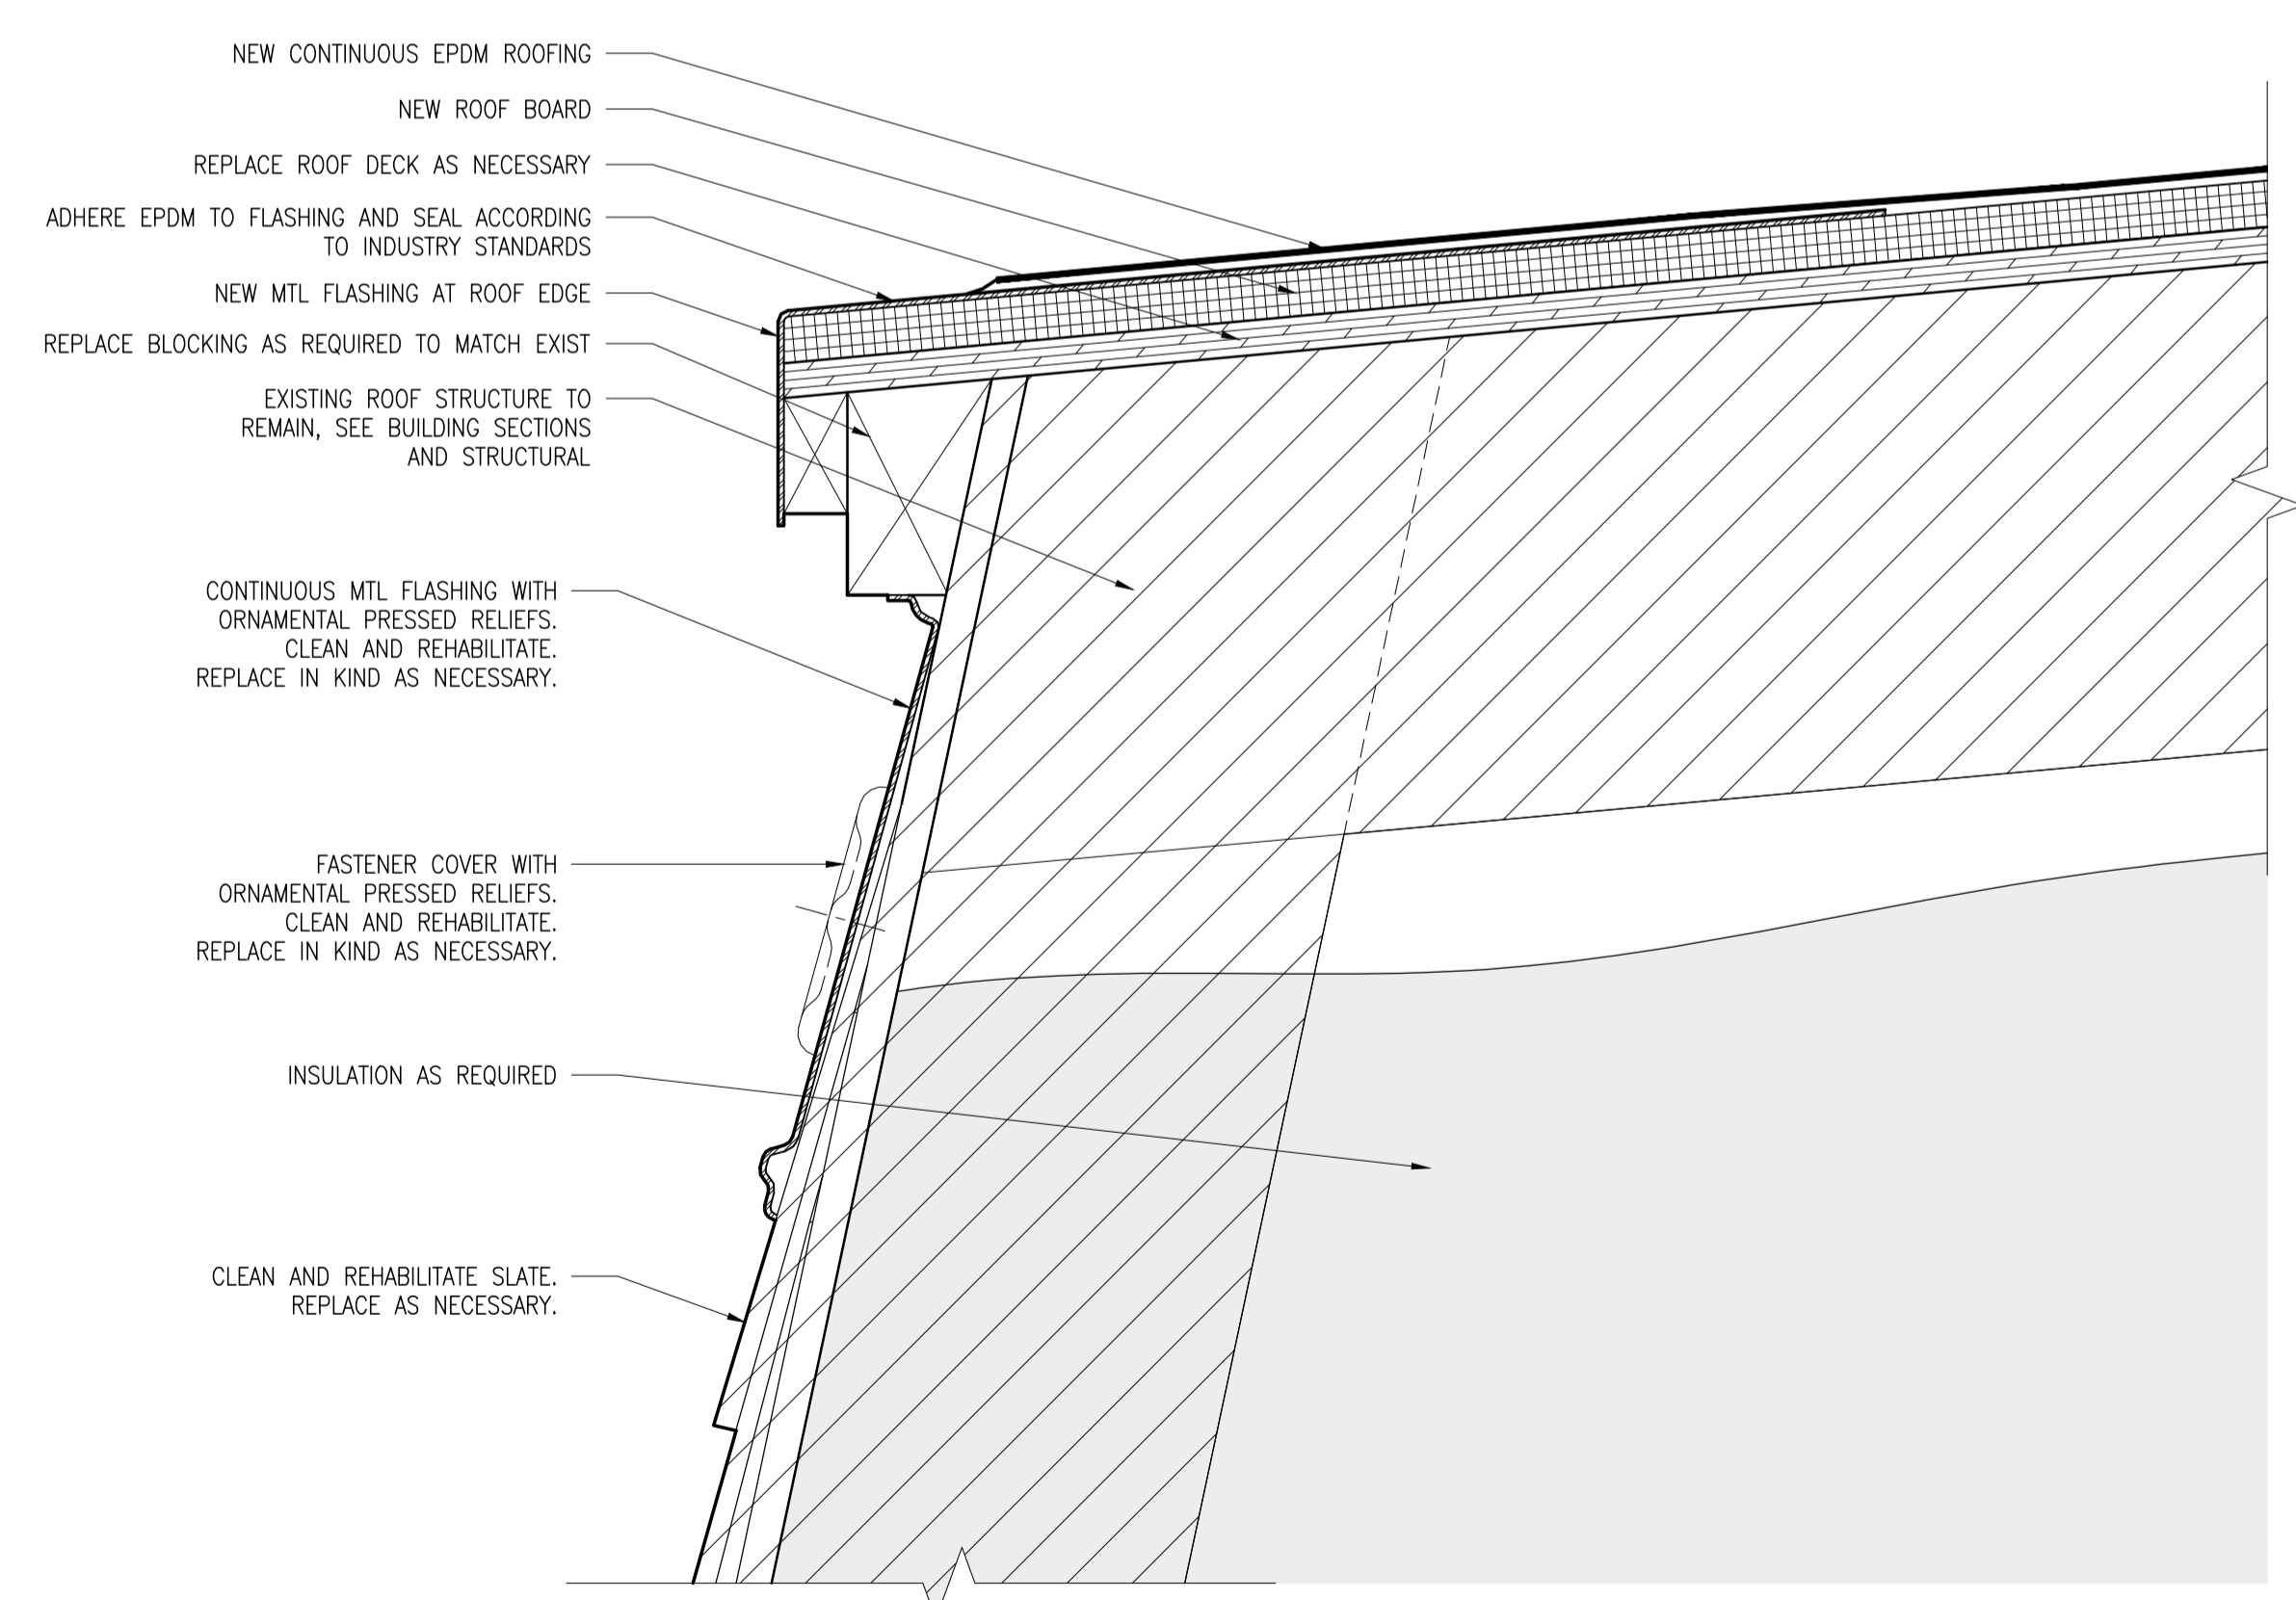 NEW CONTINUOUS EPDM ROOFING
NEW ROOF BOARD
REPLACE ROOF DECK AS NECESSARY
ADHERE EPDM TO FLASHING AND SEAL ACCORDING
TO INDUSTRY STANDARDS
NEW MTL FLASHING AT ROOF EDGE
REPLACE BLOCKING AS REQUIRED TO MATCH EXIST
EXISTING ROOF STRUCTURE TO
REMAIN, SEE BUILDING SECTIONS
AND STRUCTURAL
CONTINUOUS MTL FLASHING WITH
ORNAMENTAL PRESSED RELIEFS.
CLEAN AND REHABILITATE.
REPLACE IN KIND AS NECESSARY.
FASTENER COVER WITH
ORNAMENTAL PRESSED RELIEFS.
CLEAN AND REHABILITATE.
REPLACE IN KIND AS NECESSARY.
INSULATION AS REQUIRED
CLEAN AND REHABILITATE SLATE.
REPLACE AS NECESSARY.